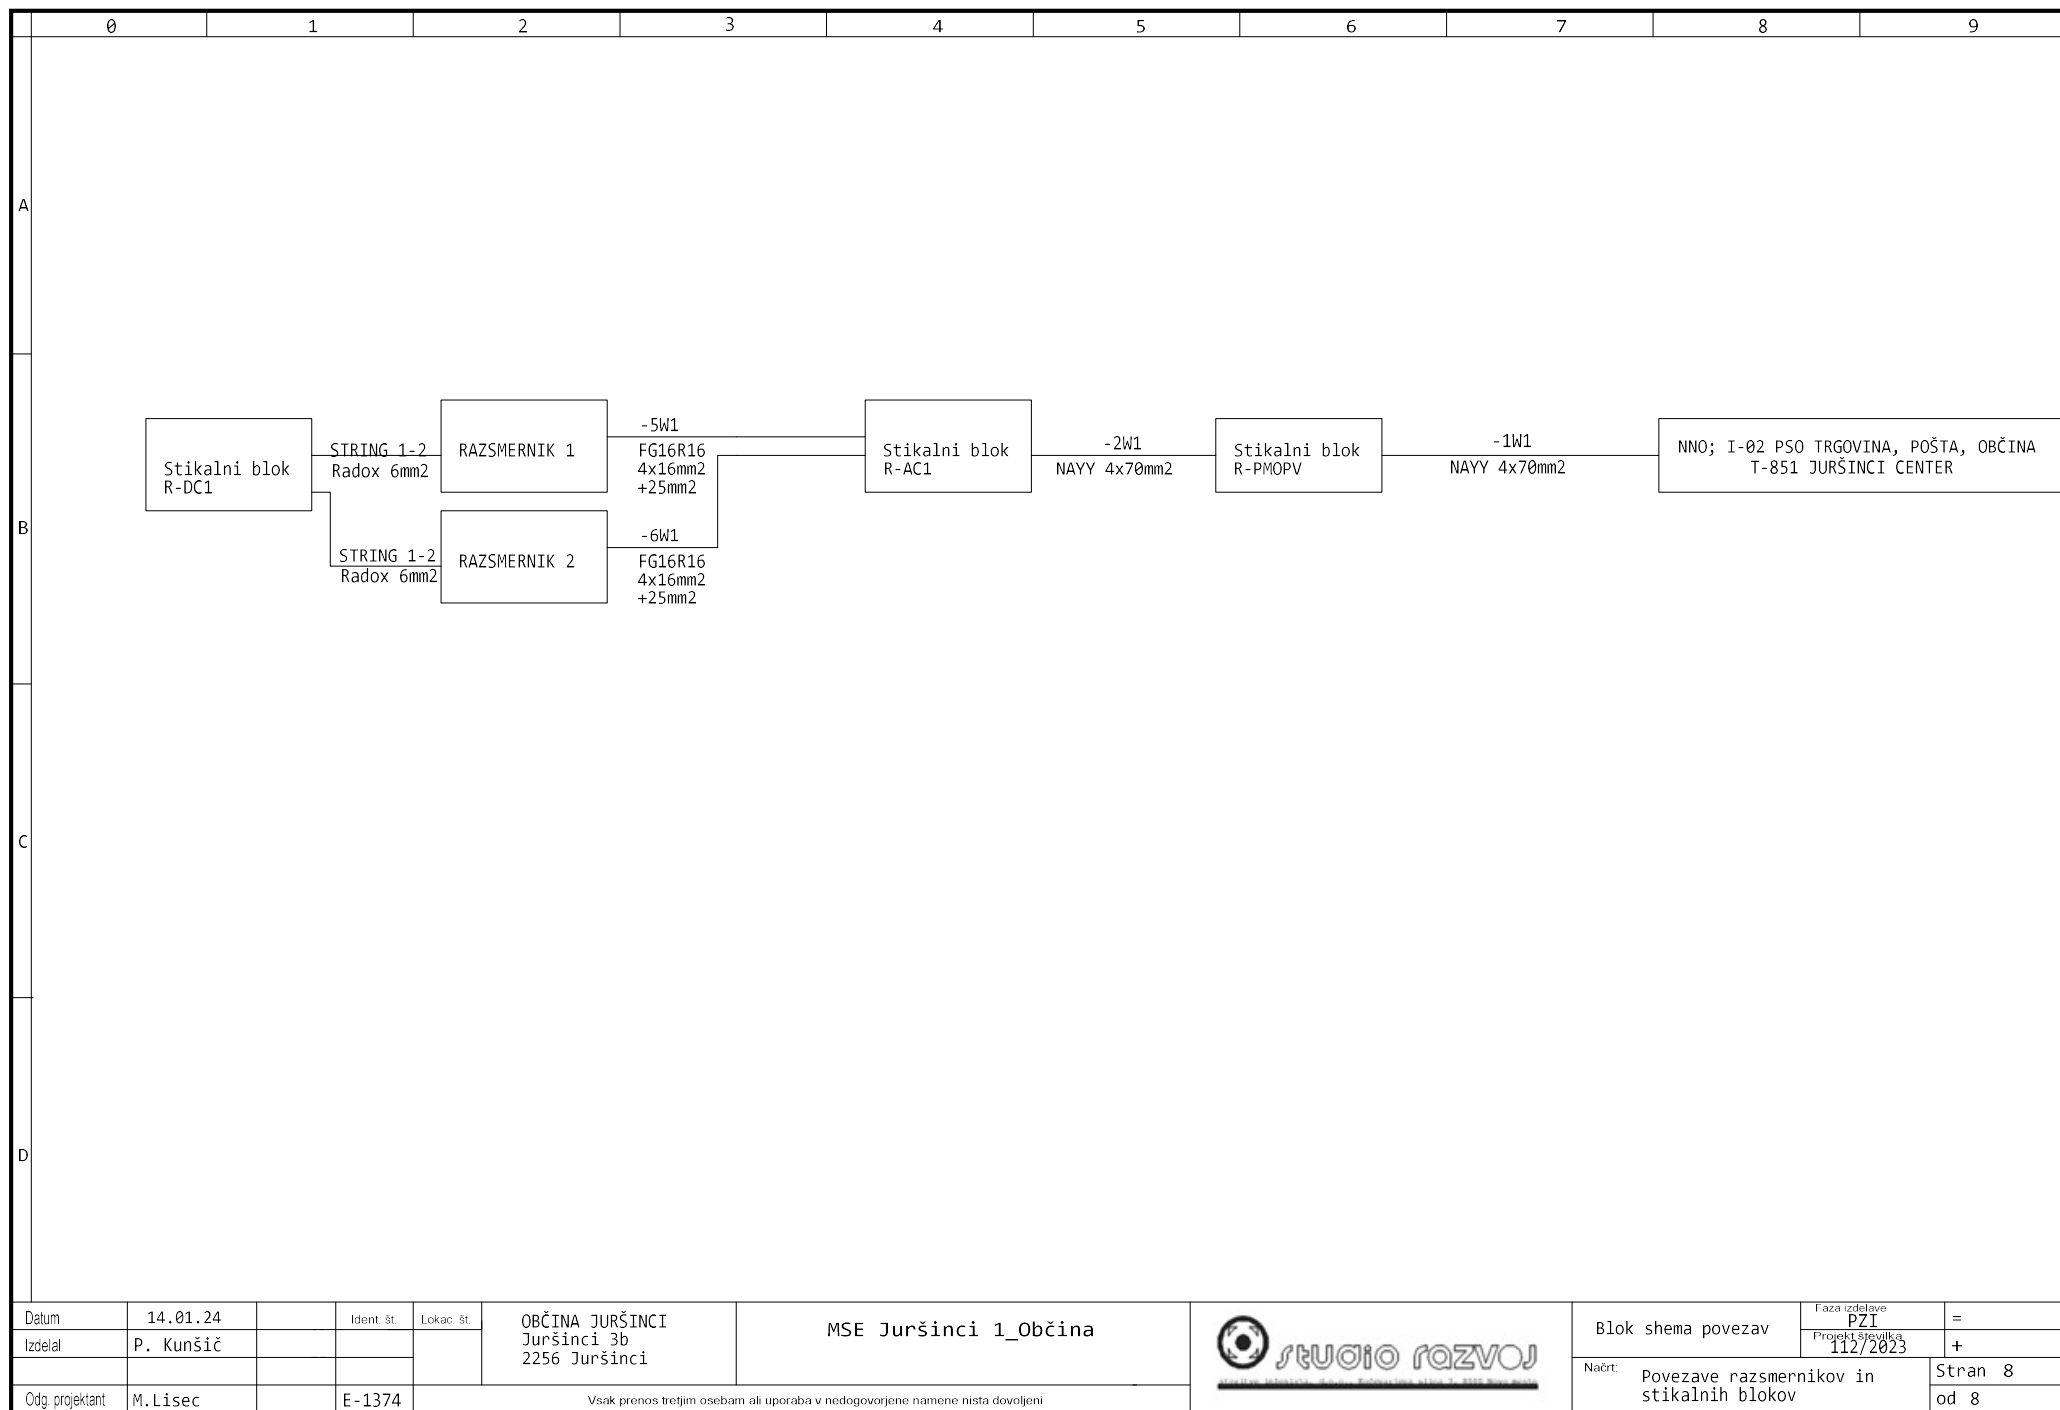 0 1 2 3 4 5 6 7 8 9
A
B
C
D
Stikalni blok
R-DC1
STRING 1-2
Radox 6mm2
RAZSMERNIK 1
-5W1
FG16R16
4x16mm2
+25mm2
STRING 1-2
Radox 6mm2
RAZSMERNIK 2
-6W1
FG16R16
4x16mm2
+25mm2
Stikalni blok
R-AC1
-2W1
NAYY 4x70mm2
Stikalni blok
R-PMOPV
-1W1
NAYY 4x70mm2
NNO; I-02 PSO TRGOVINA, POŠTA, OBČINA
T-851 JURŠINCI CENTER
Datum 14.01.24 Ident. št. Lokac. št.
Izdelal P. Kunšič
Odg. projektant M.Lisec E-1374
OBČINA JURŠINCI
Juršinci 3b
2256 Juršinci
MSE Juršinci 1_Občina
Vsak prenos tretjim osebam ali uporaba v nedogovorjene namene nista dovoljeni
studio razvoj
Blok shema povezav
Faza izdelave
PZI
=
Projekt številka
112/2023
+
Načrt: Povezave razsmernikov in
stikalnih blokov
Stran 8
od 8